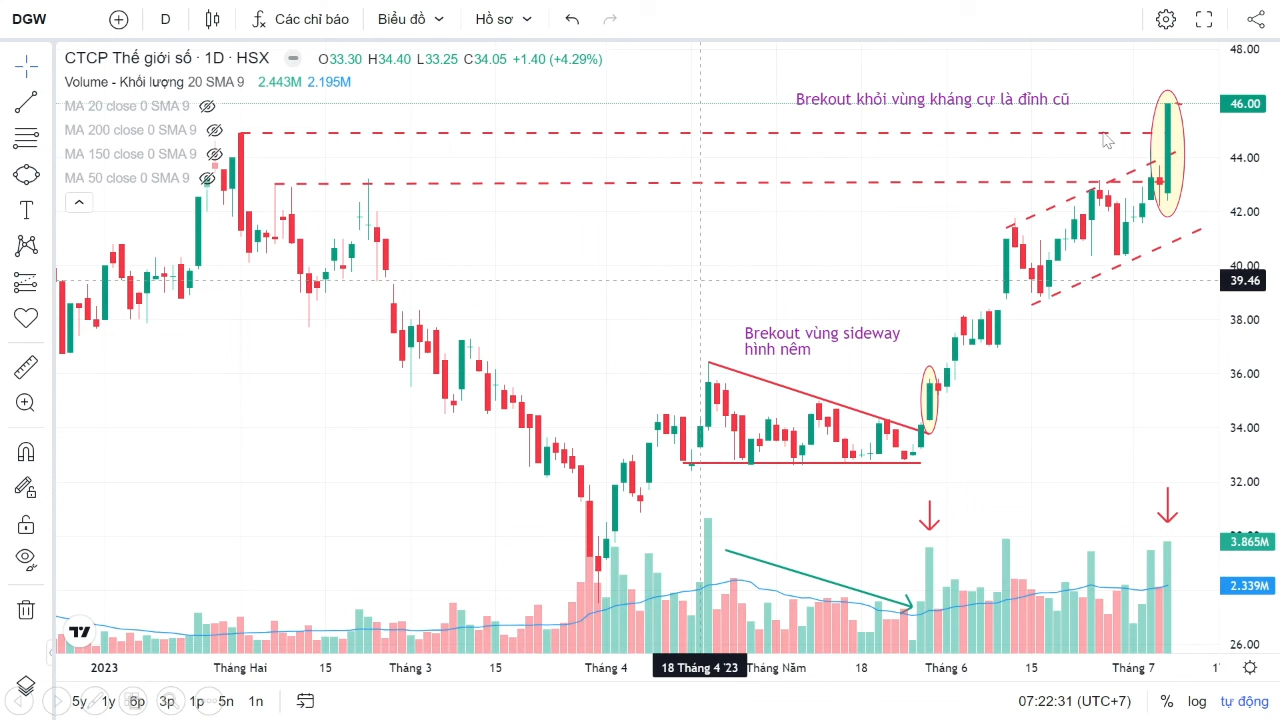 DGW
D
Các chỉ báo
Biểu đồ
Hồ sơ
CTCP Thế giới số · 1D · HSX
O33.30 H34.40 L33.25 C34.05 +1.40 (+4.29%)
Volume - Khối lượng 20 SMA 9 2.443M 2.195M
MA 20 close 0 SMA 9
MA 200 close 0 SMA 9
MA 150 close 0 SMA 9
MA 50 close 0 SMA 9
Brekout khỏi vùng kháng cự là đỉnh cũ
Brekout vùng sideway
hình nêm
48.00
46.00
44.00
42.00
40.00
39.46
38.00
36.00
34.00
32.00
3.865M
2.339M
26.00
2023
Tháng Hai
15
Tháng 3
15
Tháng 4
18 Tháng 4 '23
Tháng Năm
18
Tháng 6
15
Tháng 7
5y 1y 6p 3p 1p 5n 1n
07:22:31 (UTC+7)
%
log
tự động